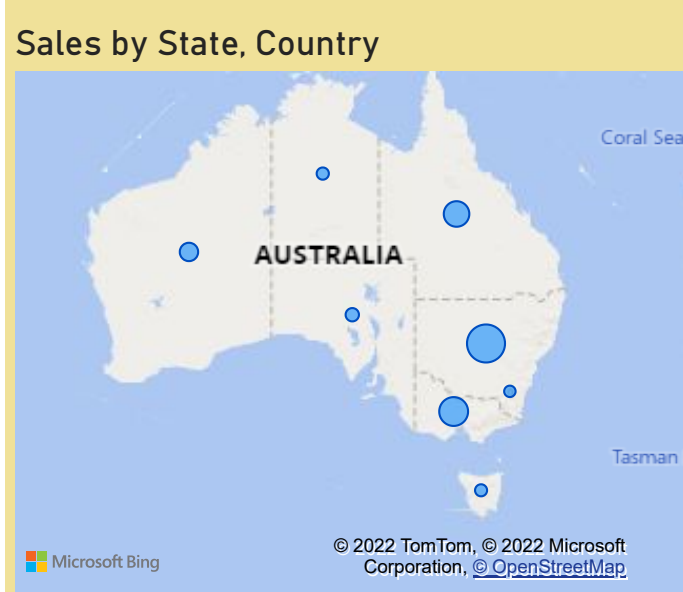 Sales by State, Country
Coral Sea
AUSTRALIA
Tasman
© 2022 TomTom, © 2022 Microsoft
Microsoft Bing
Corporation, © OpenStreetMap